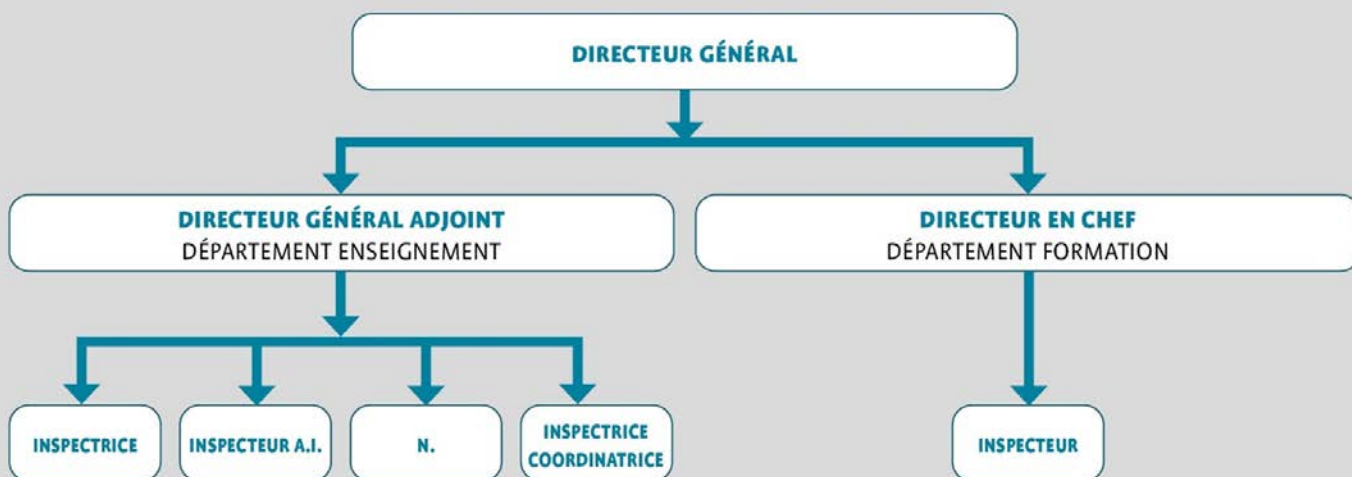 DIRECTEUR GÉNÉRAL
DIRECTEUR GÉNÉRAL ADJOINT
DÉPARTEMENT ENSEIGNEMENT
DIRECTEUR EN CHEF
DÉPARTEMENT FORMATION
INSPECTRICE
INSPECTEUR A.I.
N.
INSPECTRICE
COORDINATRICE
INSPECTEUR